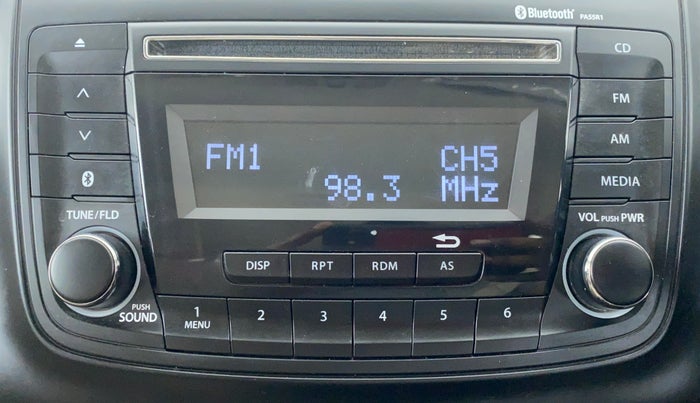 Bluetooth® PA55R1
CD
FM
AM
MEDIA
FM1 CH5
98.3 MHz
TUNE/FLD
VOL PUSH PWR
DISP RPT RDM AS
PUSH
SOUND
1 2 3 4 5 6
MENU